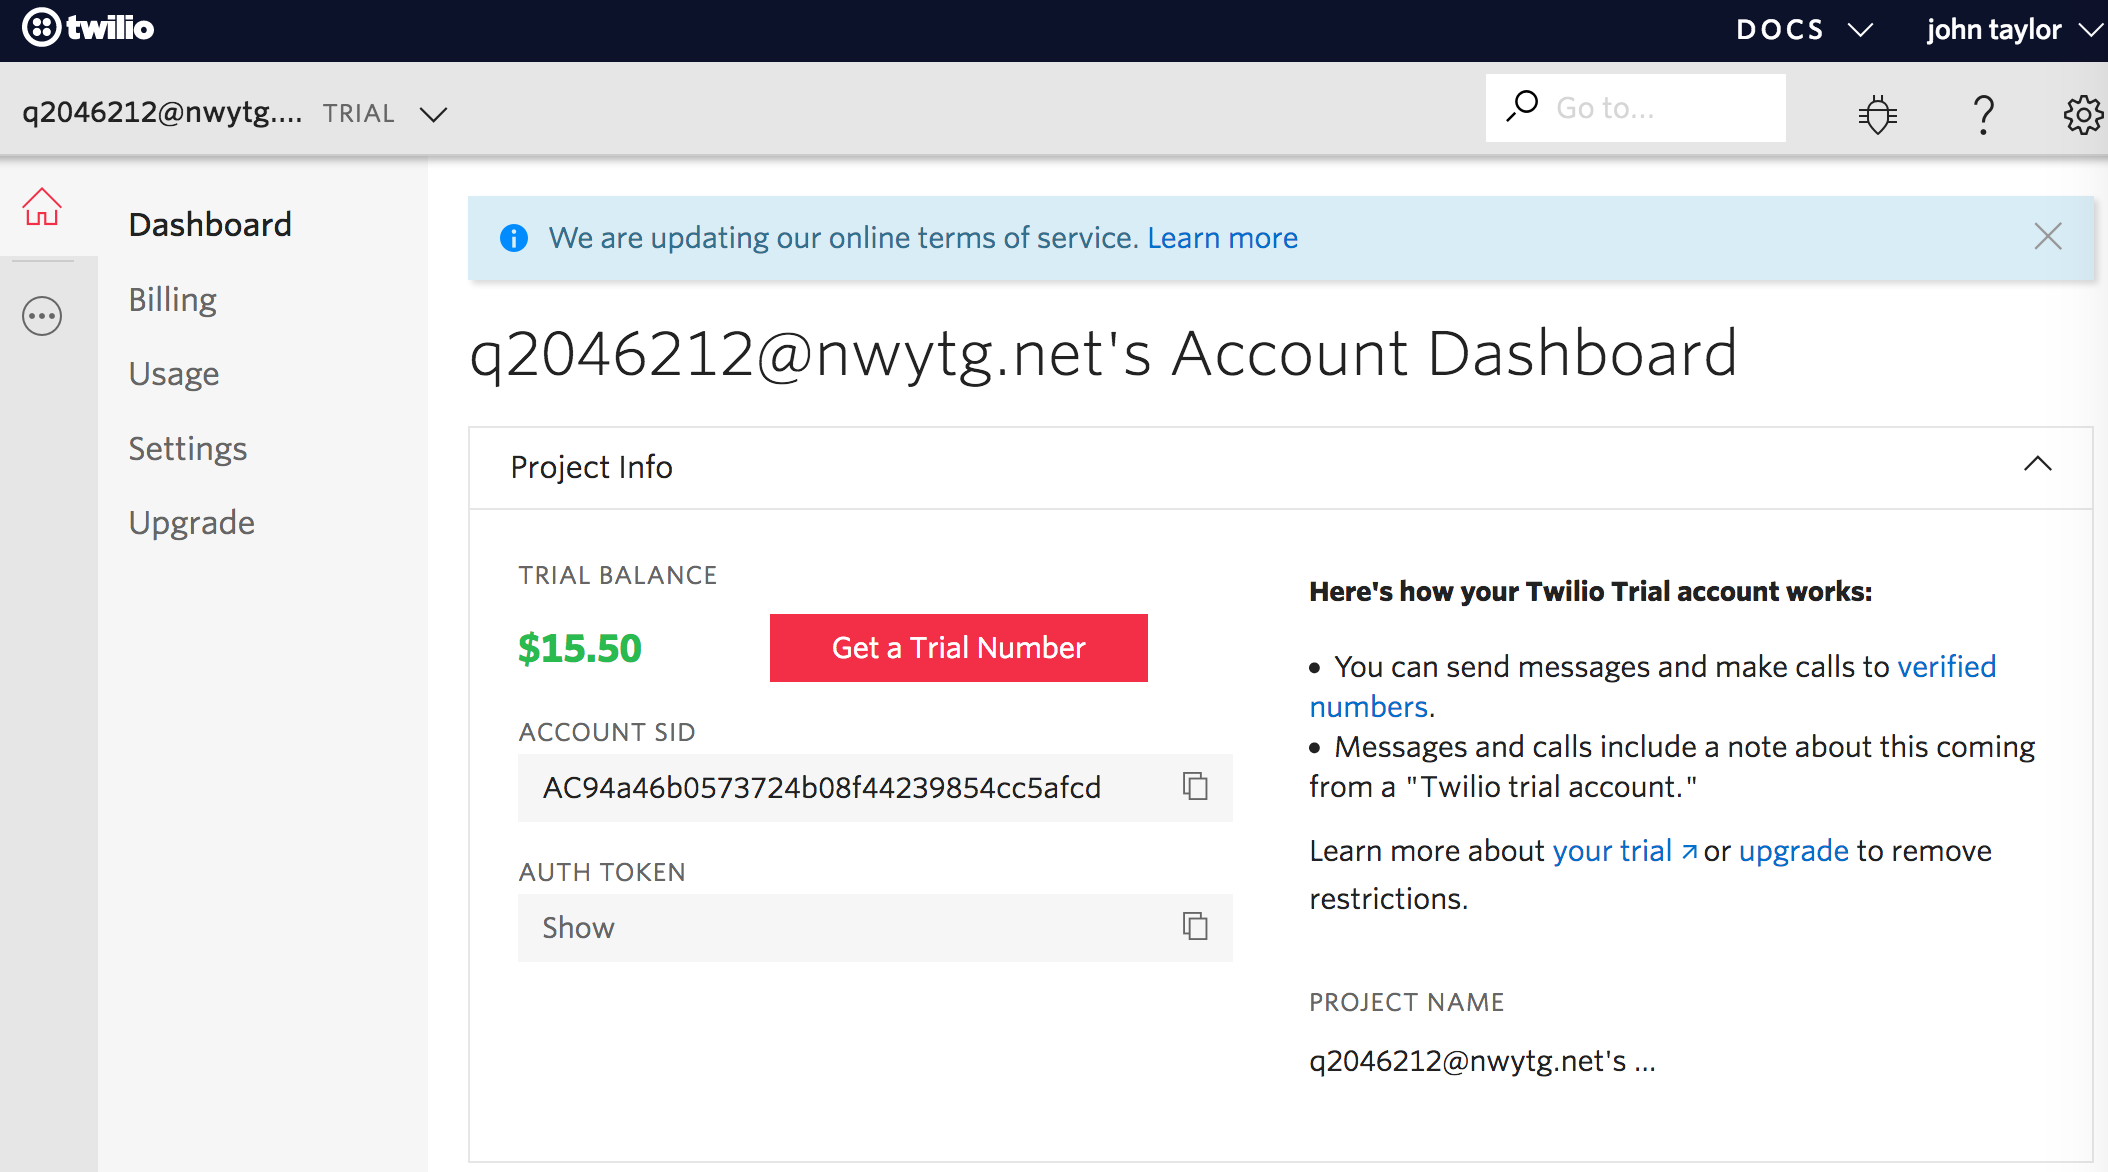 twilio
DOCS
john taylor
q2046212@nwytg....
TRIAL
Go to...
Dashboard
Billing
Usage
Settings
Upgrade
We are updating our online terms of service. Learn more
q2046212@nwytg.net's Account Dashboard
Project Info
TRIAL BALANCE
$15.50
Get a Trial Number
ACCOUNT SID
AC94a46b0573724b08f44239854cc5afcd
AUTH TOKEN
Show
Here's how your Twilio Trial account works:
• You can send messages and make calls to verified
numbers.
• Messages and calls include a note about this coming
from a "Twilio trial account."
Learn more about your trial or upgrade to remove
restrictions.
PROJECT NAME
q2046212@nwytg.net's ...